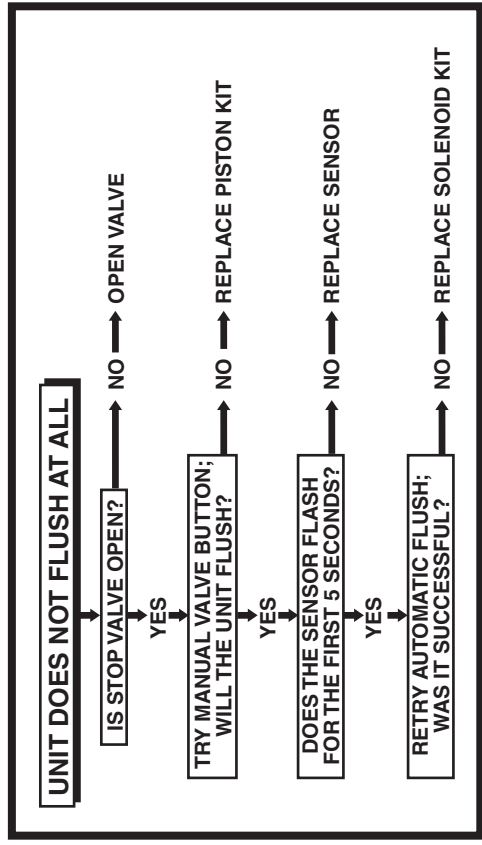 UNIT DOES NOT FLUSH AT ALL
IS STOP VALVE OPEN?
NO
OPEN VALVE
YES
TRY MANUAL VALVE BUTTON;
WILL THE UNIT FLUSH?
NO
REPLACE PISTON KIT
YES
DOES THE SENSOR FLASH
FOR THE FIRST 5 SECONDS?
NO
REPLACE SENSOR
YES
RETRY AUTOMATIC FLUSH;
WAS IT SUCCESSFUL?
NO
REPLACE SOLENOID KIT